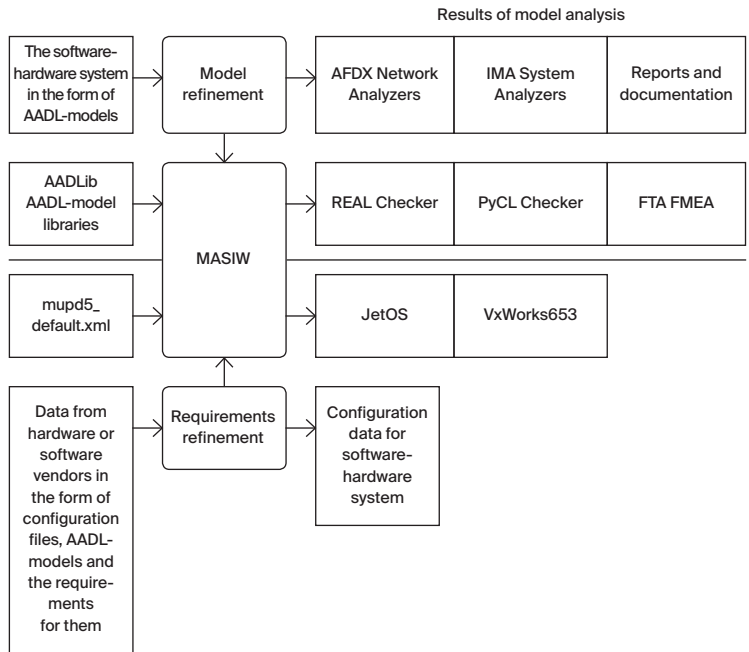 Results of model analysis
The software-
hardware system
in the form of
AADL-models
Model
refinement
AFDX Network
Analyzers
IMA System
Analyzers
Reports and
documentation
AADLib
AADL-model
libraries
MASIW
REAL Checker
PyCL Checker
FTA FMEA
mupd5_
default.xml
JetOS
VxWorks653
Data from
hardware or
software
vendors in
the form of
configuration
files, AADL-
models and
the require-
ments
for them
Requirements
refinement
Configuration
data for
software-
hardware
system